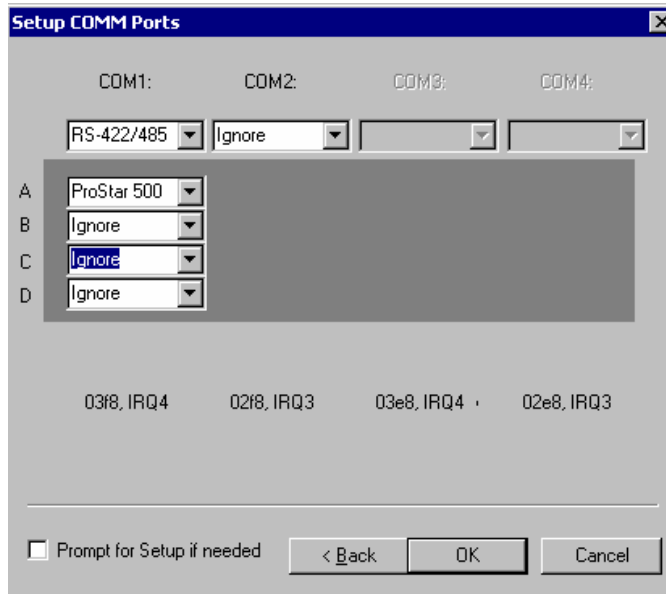 Setup COMM Ports
COM1: COM2: COM3: COM4:
RS-422/485 Ignore
A ProStar 500
B Ignore
C Ignore
D Ignore
03f8, IRQ4 02f8, IRQ3 03e8, IRQ4 02e8, IRQ3
Prompt for Setup if needed < Back OK Cancel